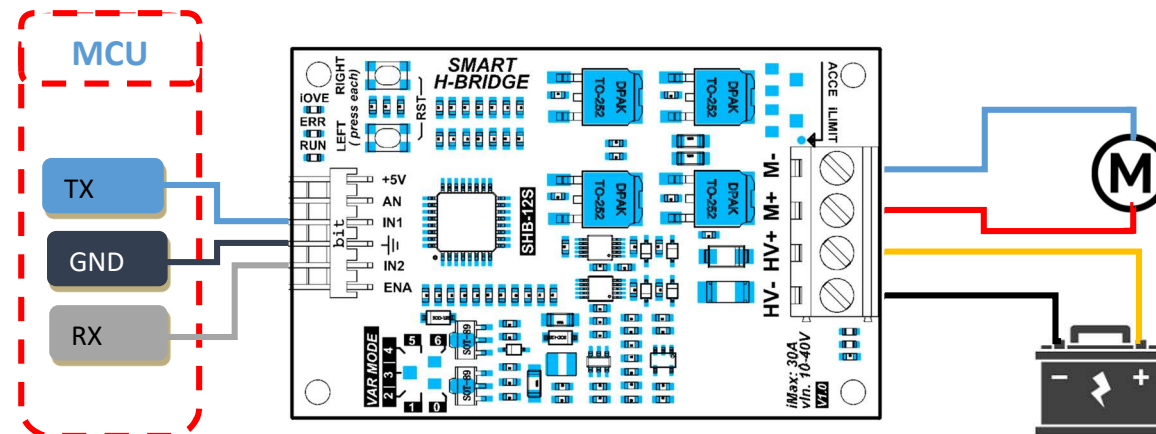 MCU
TX
GND
RX
SMART
H-BRIDGE
RIGHT
LEFT
(press each)
RST
iOVE
ERR
RUN
+5V
AN
IN1
IN2
ENA
bit
SHB-12S
DPAK
TO-252
DPAK
TO-252
DPAK
TO-252
DPAK
TO-252
ACCE iLIMIT
M-
M+
HV+
HV-
M
VAR MODE
2 3 4
5
6
1
0
SOT-89
SOT-89
iMax: 30A
vIn. 10-40V
V1.0
- +